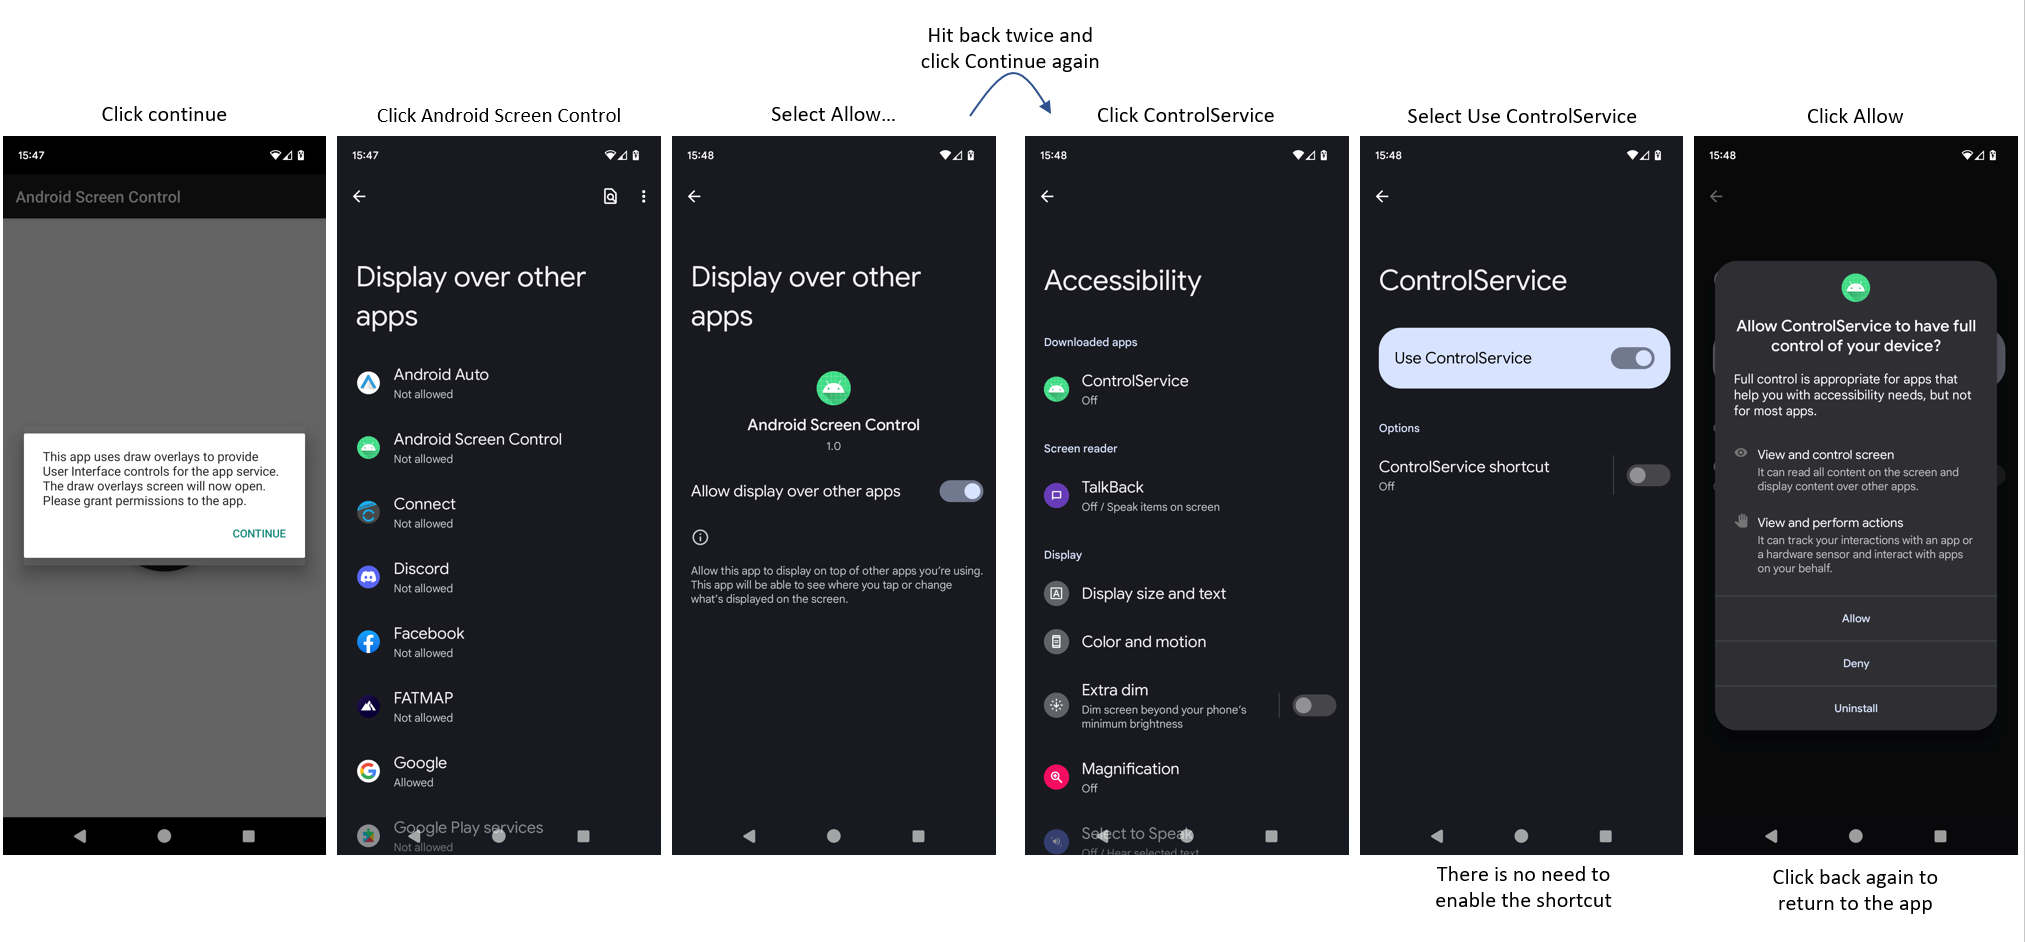 Hit back twice and
click Continue again
Click continue
15:47
Android Screen Control
This app uses draw overlays to provide
User Interface controls for the app service.
The draw overlays screen will now open.
Please grant permissions to the app.
CONTINUE
Click Android Screen Control
15:47
Display over other
apps
Android Auto
Not allowed
Android Screen Control
Not allowed
Connect
Not allowed
Discord
Not allowed
Facebook
Not allowed
FATMAP
Not allowed
Google
Allowed
Google Play services
Not allowed
Select Allow...
15:48
Display over other
apps
Android Screen Control
1.0
Allow display over other apps
Allow this app to display on top of other apps you're using.
This app will be able to see where you tap or change
what's displayed on the screen.
Click ControlService
15:48
Accessibility
Downloaded apps
ControlService
Off
Screen reader
TalkBack
Off / Speak items on screen
Display
Display size and text
Color and motion
Extra dim
Dim screen beyond your phone's
minimum brightness
Magnification
Off
Select to Speak
Off / Hear selected text
Select Use ControlService
15:48
ControlService
Use ControlService
Options
ControlService shortcut
Off
There is no need to
enable the shortcut
Click Allow
15:48
Allow ControlService to have full
control of your device?
Full control is appropriate for apps that
help you with accessibility needs, but not
for most apps.
View and control screen
It can read all content on the screen and
display content over other apps.
View and perform actions
It can track your interactions with an app or
a hardware sensor and interact with apps
on your behalf.
Allow
Deny
Uninstall
Click back again to
return to the app